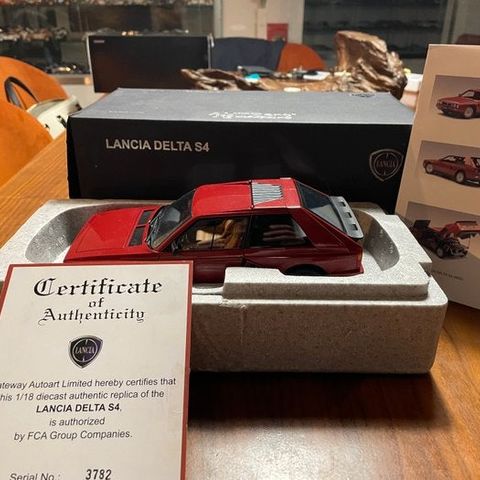 LANCIA DELTA S4
LANCIA
Certificate
of
Authenticity
LANCIA
ateway Autoart Limited hereby certifies that
his 1/18 diecast authentic replica of the
LANCIA DELTA S4,
is authorized
by FCA Group Companies.
Serial No.: 3782